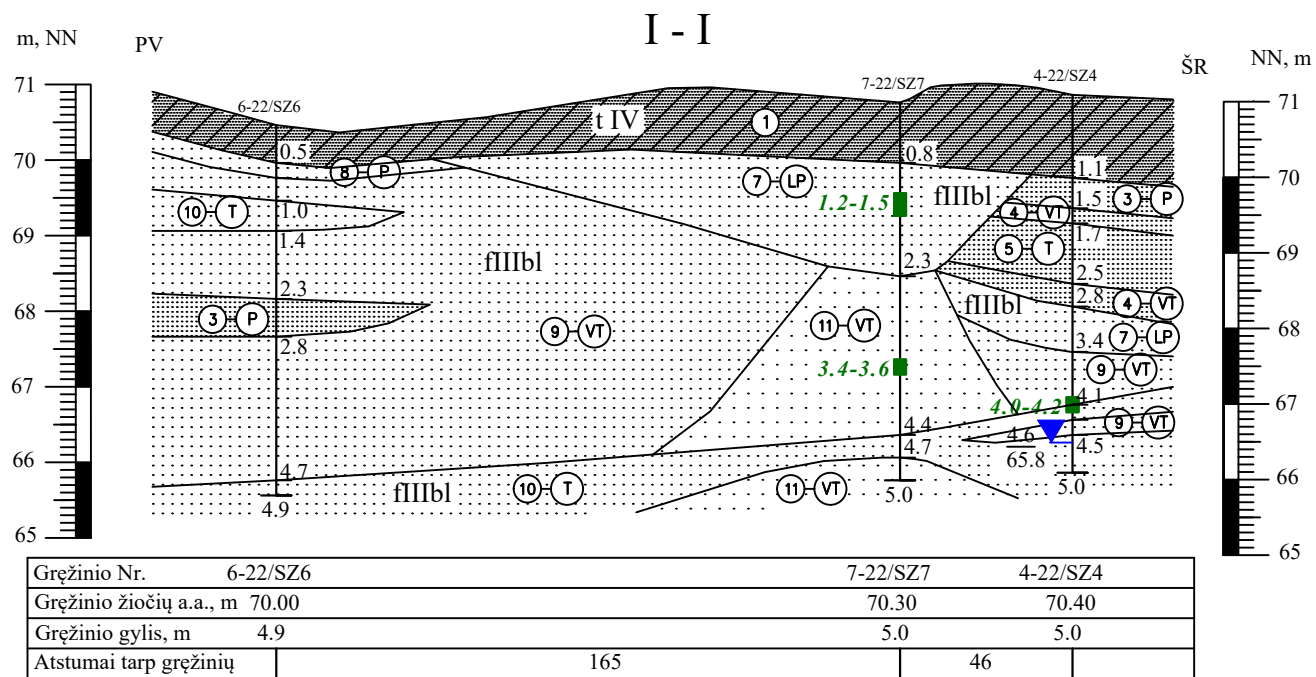 I - I
m, NN PV ŠR NN, m
6-22/SZ6 7-22/SZ7 4-22/SZ4
71 71
t IV 1
0.5 0.8 1.1
70 8 P 7 LP 70
1.0 10 T 1.2-1.5 fIIIbl 4 VT 1.5 3 P
1.4 1.7
69 5 T 69
fIIIbl 2.3 2.5
2.3 fIIIbl 2.8 4 VT
68 3 P 9 VT 11 VT 7 LP 68
2.8 3.4
3.4-3.6 9 VT
67 4.0-4.2 4.1 67
4.4 4.6 9 VT
65.8 4.5
66 4.7 4.7 66
fIIIbl 10 T 11 VT 5.0 5.0
4.9
65 65
Gręžinio Nr. 6-22/SZ6 7-22/SZ7 4-22/SZ4
Gręžinio žiočių a.a., m 70.00 70.30 70.40
Gręžinio gylis, m 4.9 5.0 5.0
Atstumai tarp gręžinių 165 46